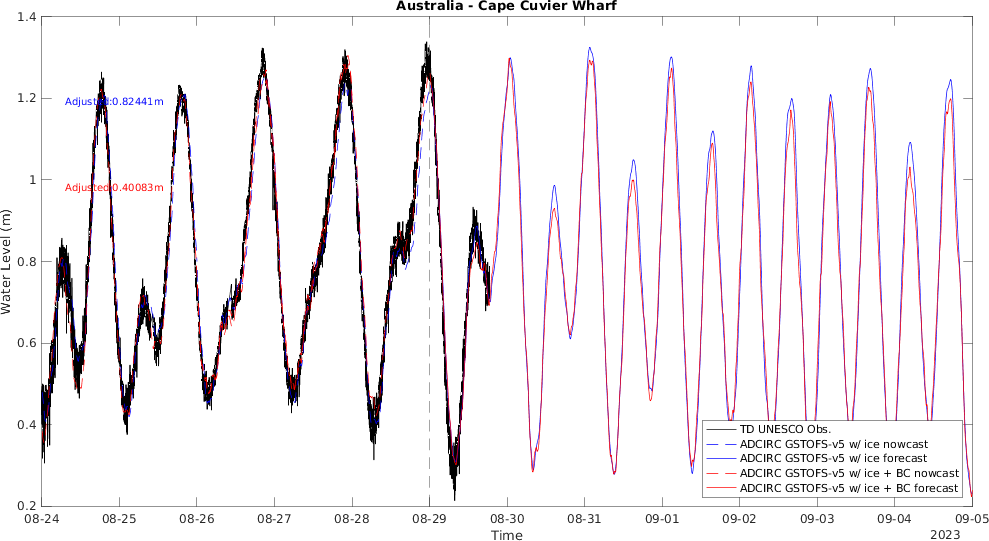 Australia - Cape Cuvier Wharf
1.4
1.2
1
0.8
0.6
0.4
0.2
Water Level (m)
Adjusted:0.82441m
Adjusted:0.40083m
TD UNESCO Obs.
ADCIRC GSTOFS-v5 w/ ice nowcast
ADCIRC GSTOFS-v5 w/ ice forecast
ADCIRC GSTOFS-v5 w/ ice + BC nowcast
ADCIRC GSTOFS-v5 w/ ice + BC forecast
08-24 08-25 08-26 08-27 08-28 08-29 08-30 08-31 09-01 09-02 09-03 09-04 09-05
Time
2023